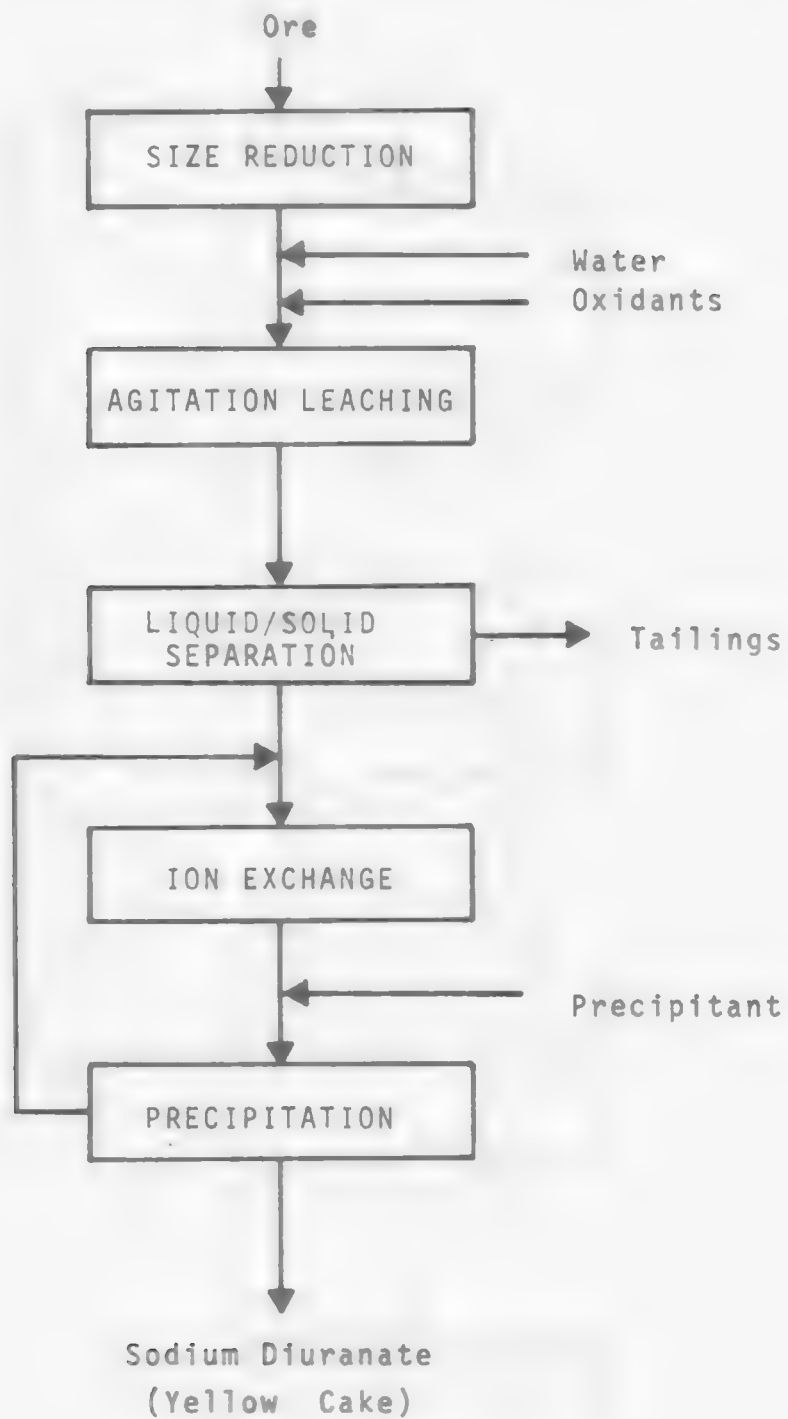 Ore
SIZE REDUCTION
Water
Oxidants
AGITATION LEACHING
LIQUID/SOLID
SEPARATION
Tailings
ION EXCHANGE
Precipitant
PRECIPITATION
Sodium Diuranate
(Yellow Cake)